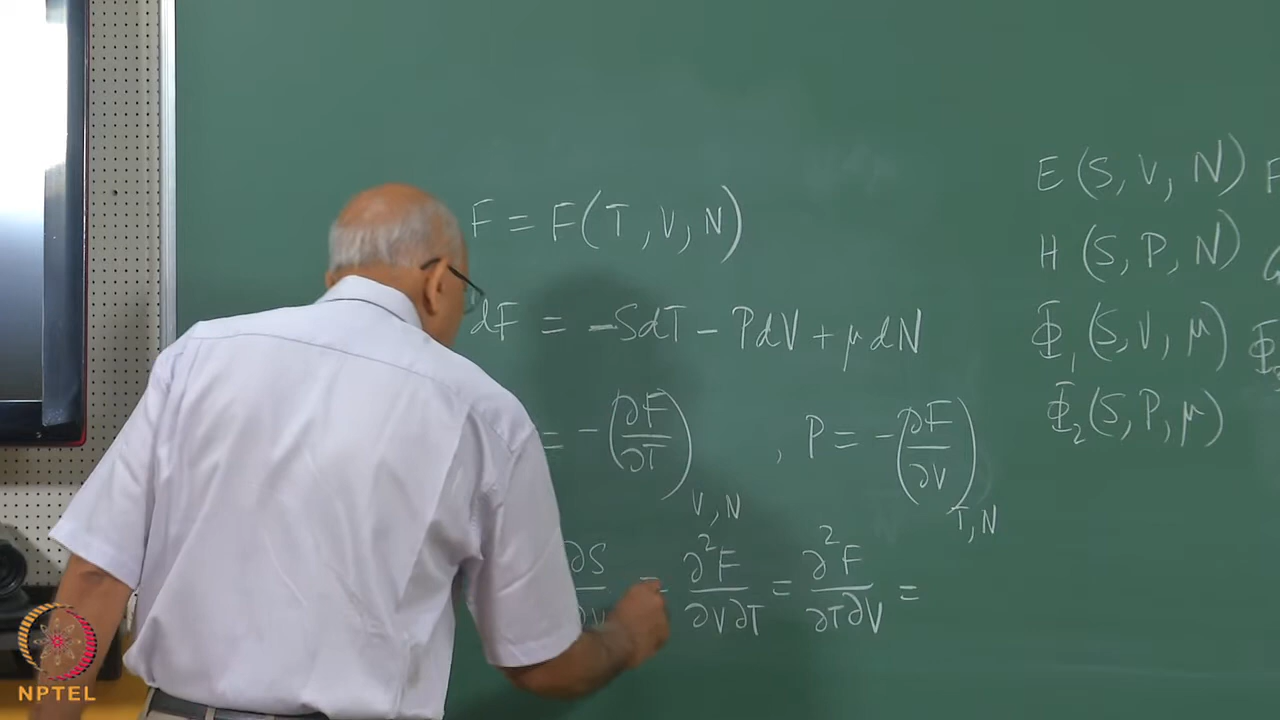 F = F(T, V, N)
dF = -SdT - PdV + μdN
= -(∂F/∂T)_{V,N} , P = -(∂F/∂V)_{T,N}
∂S/∂V = ∂²F/∂V∂T = ∂²F/∂T∂V =
E (S, V, N) F
H (S, P, N)
Φ₁ (S, V, μ) Φ
Φ₂ (S, P, μ)
NPTEL